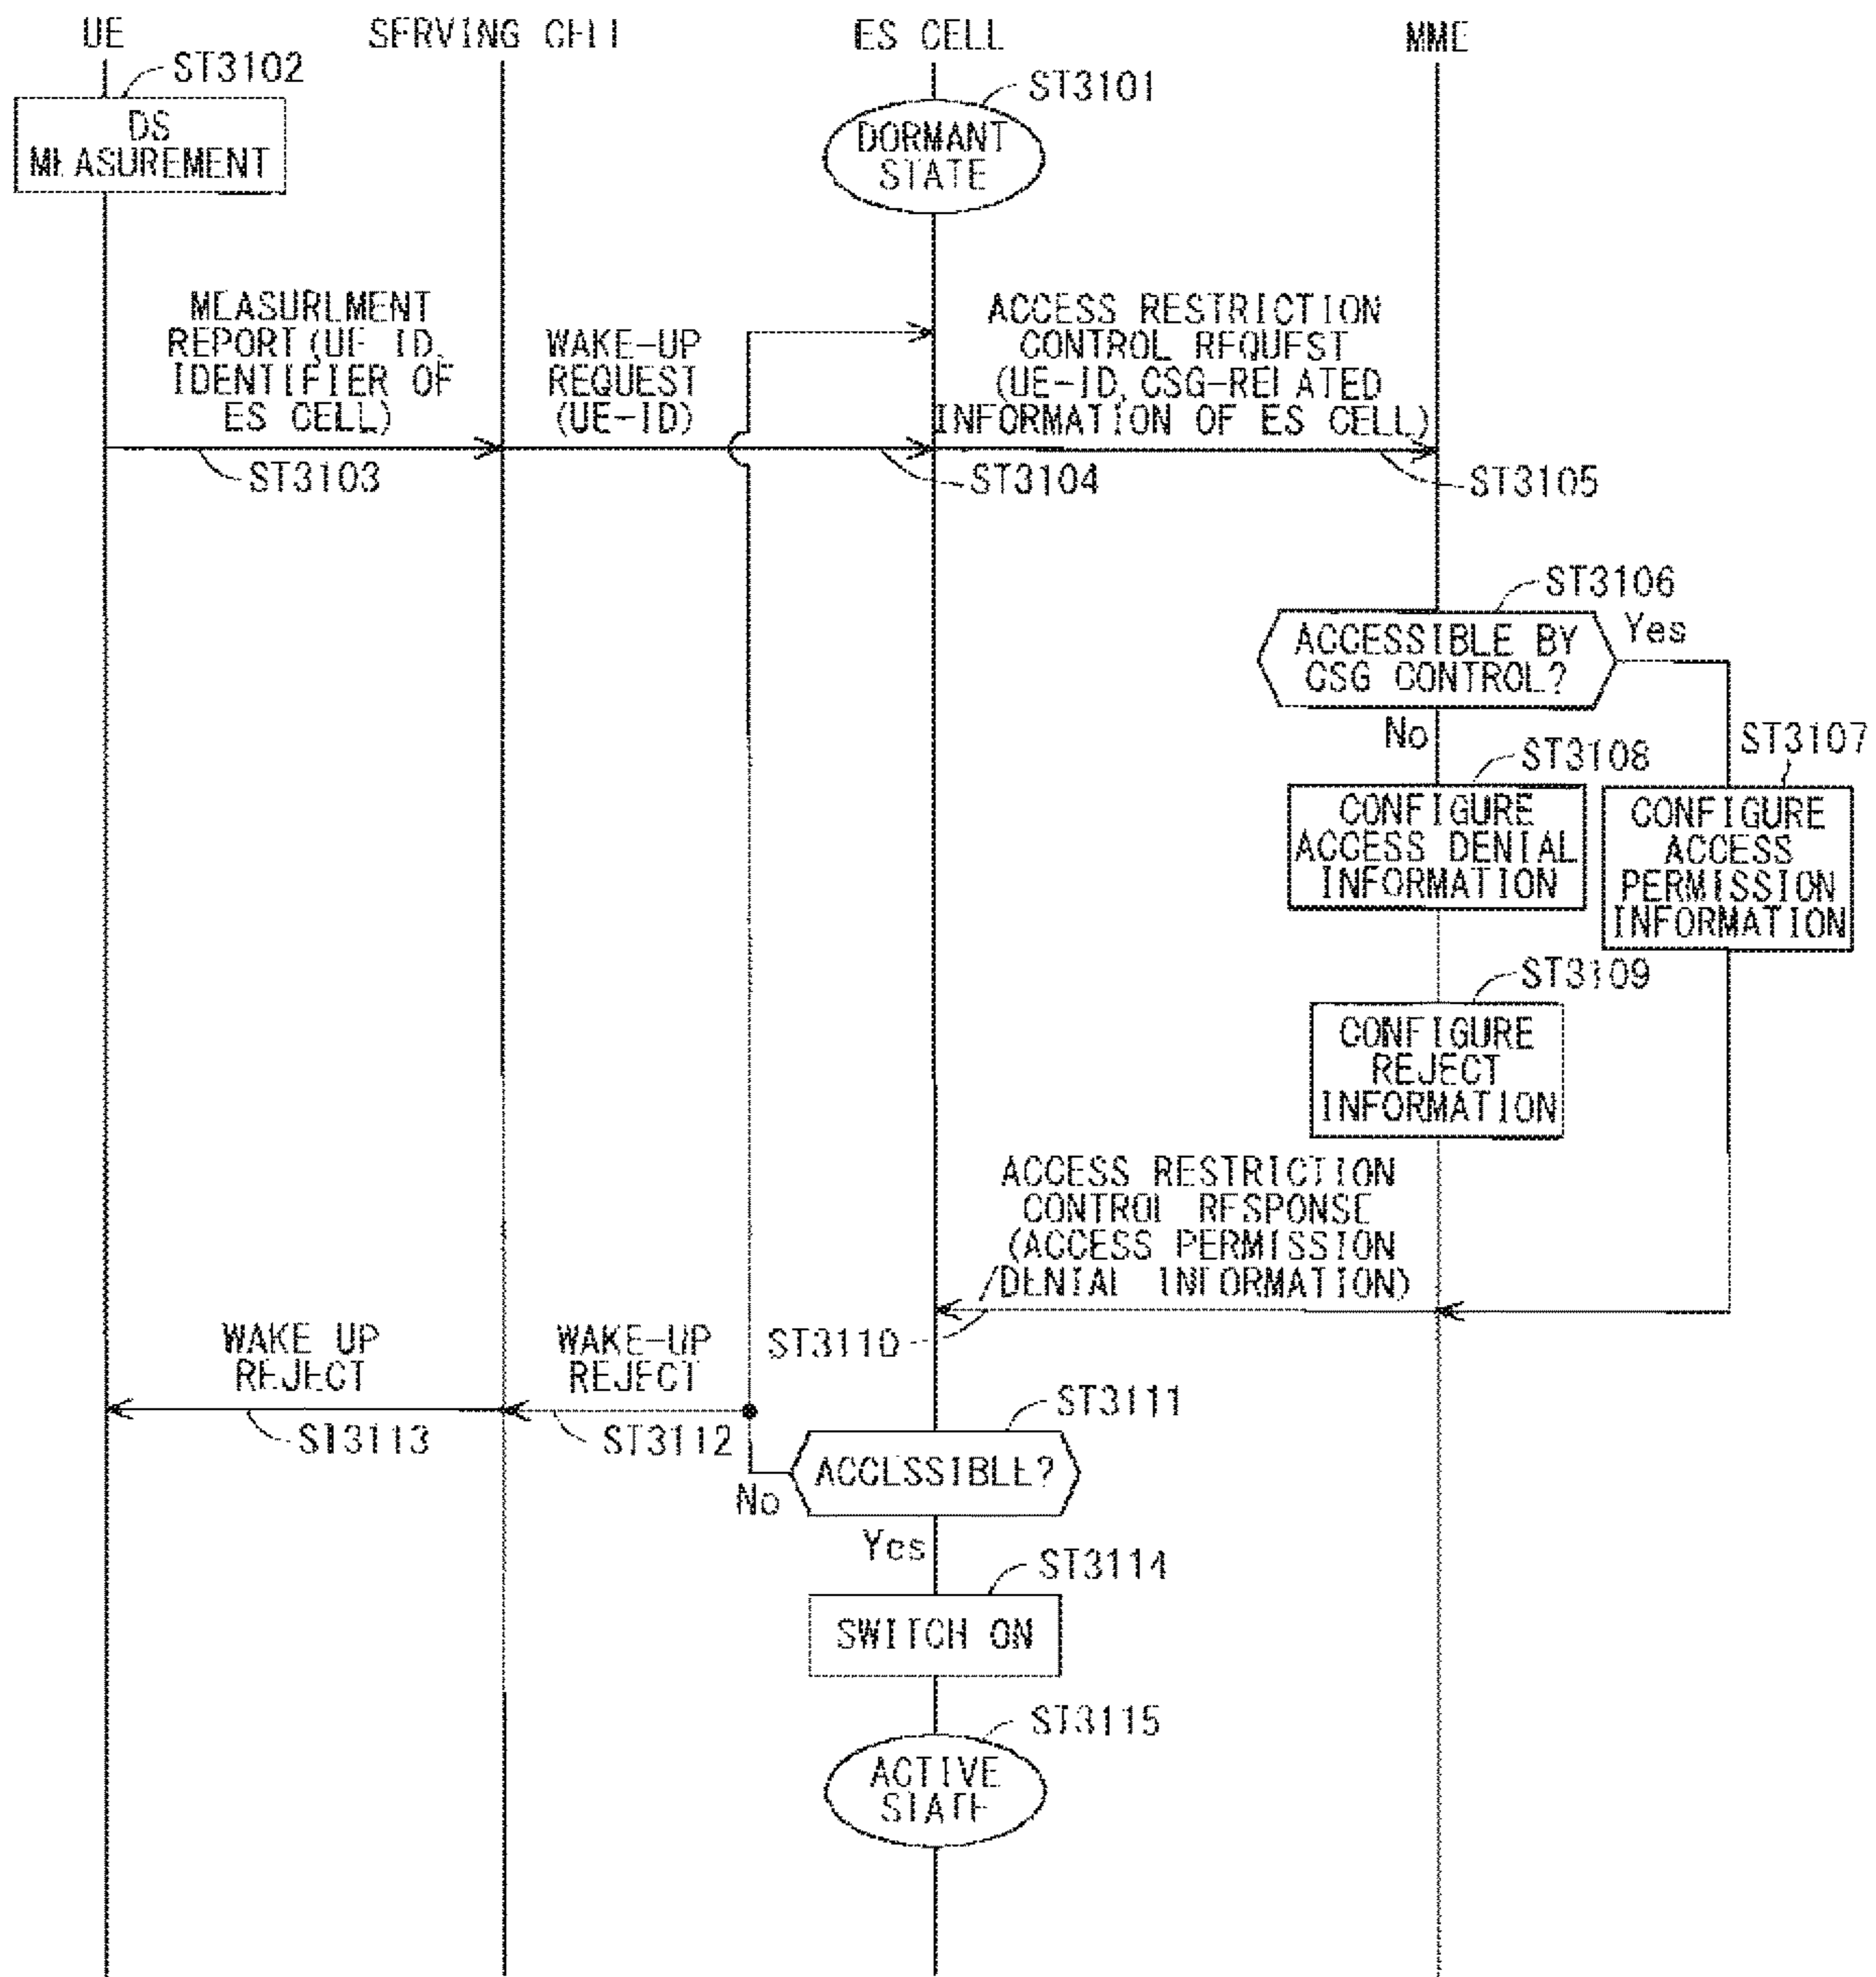 UE
SERVING CELL
ES CELL
MME
ST3102
DS
MEASUREMENT
ST3101
DORMANT
STATE
MEASUREMENT
REPORT(UE-ID,
IDENTIFIER OF
ES CELL)
ST3103
WAKE-UP
REQUEST
(UE-ID)
ST3104
ACCESS RESTRICTION
CONTROL REQUEST
(UE-ID,CSG-RELATED
INFORMATION OF ES CELL)
ST3105
ST3106
ACCESSIBLE BY
CSG CONTROL?
Yes
No
ST3107
CONFIGURE
ACCESS
PERMISSION
INFORMATION
ST3108
CONFIGURE
ACCESS DENIAL
INFORMATION
ST3109
CONFIGURE
REJECT
INFORMATION
ACCESS RESTRICTION
CONTROL RESPONSE
(ACCESS PERMISSION
/DENIAL INFORMATION)
ST3110
WAKE-UP
REJECT
ST3113
WAKE-UP
REJECT
ST3112
ST3111
ACCESSIBLE?
No
Yes
ST3114
SWITCH ON
ST3115
ACTIVE
STATE